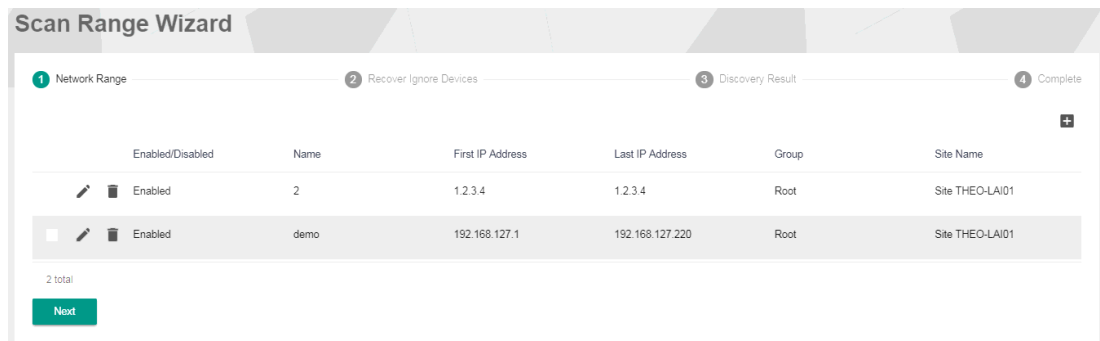 Scan Range Wizard
1 Network Range 2 Recover Ignore Devices 3 Discovery Result 4 Complete
Enabled/Disabled Name First IP Address Last IP Address Group Site Name
Enabled 2 1.2.3.4 1.2.3.4 Root Site THEO-LAI01
Enabled demo 192.168.127.1 192.168.127.220 Root Site THEO-LAI01
2 total
Next